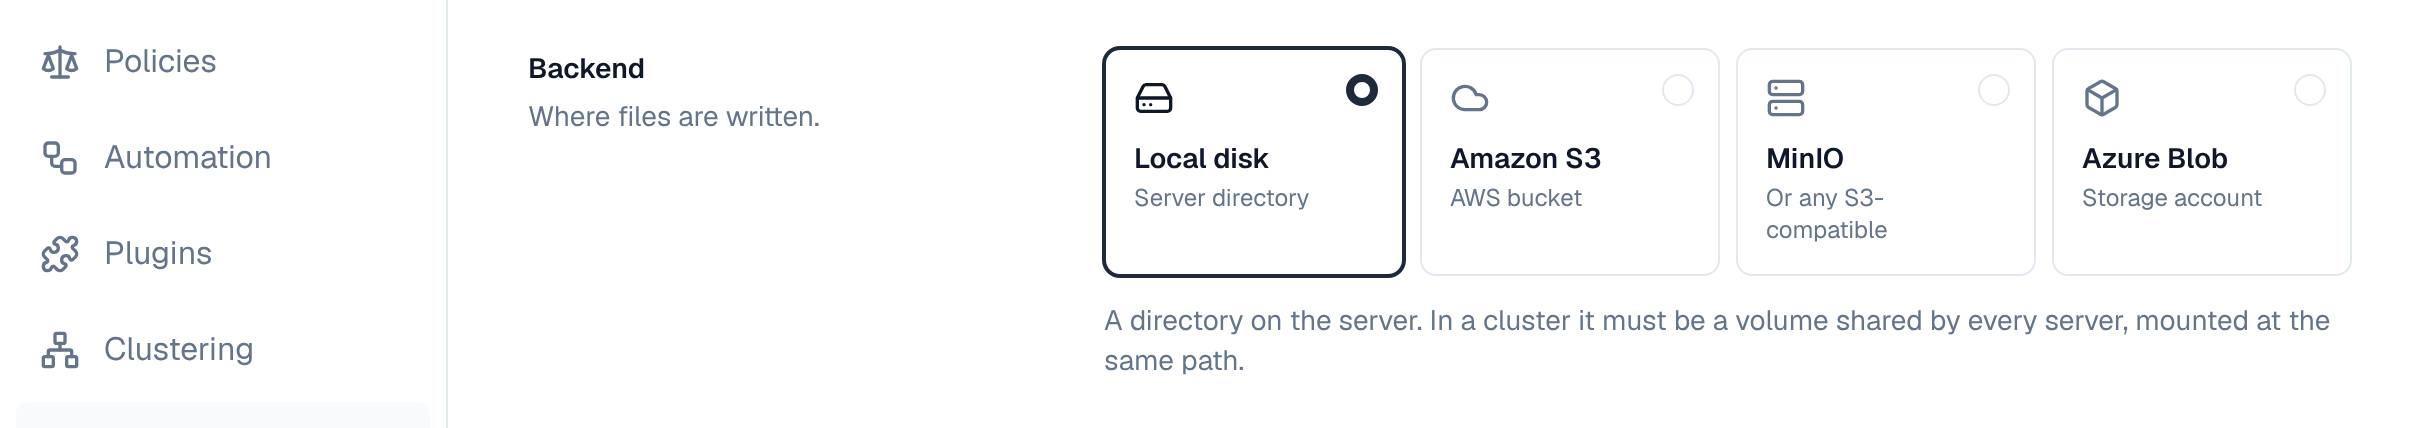 Policies
Automation
Plugins
Clustering
Backend
Where files are written.
Local disk
Server directory
Amazon S3
AWS bucket
MinIO
Or any S3-
compatible
Azure Blob
Storage account
A directory on the server. In a cluster it must be a volume shared by every server, mounted at the
same path.